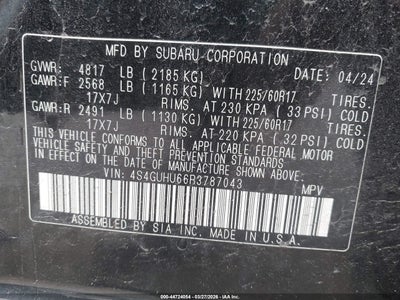 MFD BY SUBARU CORPORATION
GVWR: 4817 LB (2185 KG) DATE: 04/24
GAWR:F 2568 LB (1165 KG) WITH 225/60R17 TIRES.
17X7J RIMS. AT 230 KPA (33 PSI) COLD
GAWR:R 2491 LB (1130 KG) WITH 225/60R17 TIRES.
17X7J RIMS. AT 220 KPA (32 PSI) COLD
THIS VEHICLE CONFORMS TO ALL APPLICABLE FEDERAL MOTOR
VEHICLE SAFETY AND THEFT PREVENTION STANDARDS
IN EFFECT ON THE DATE OF MANUFACTURE SHOWN ABOVE.
VIN: 4S4GUHU66R3787043 MPV
ASSEMBLED BY SIA INC. MADE IN U.S.A.
000-44724054 | 03/27/2026 - IAA Inc.